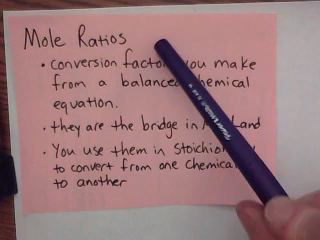 Mole Ratios
• conversion factor you make
from a balanced chemical
equation.
• they are the bridge in Land
• You use them in
to convert from one
to another